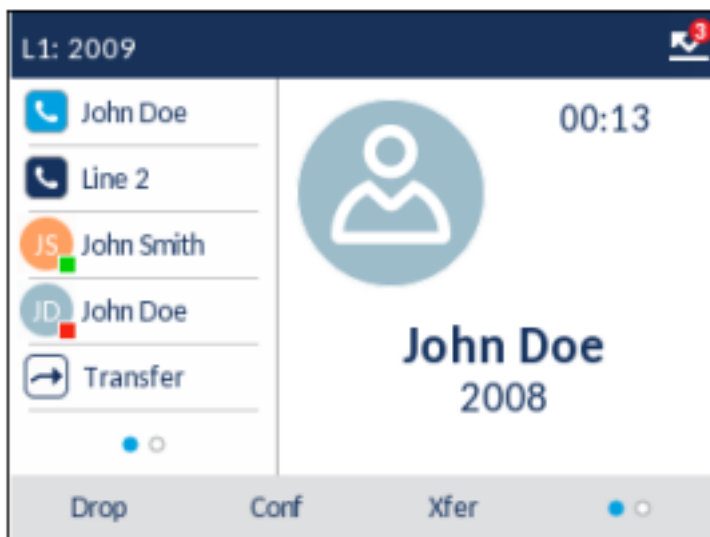 L1: 2009
3
John Doe
00:13
Line 2
JS John Smith
JD John Doe
Transfer
John Doe
2008
Drop Conf Xfer